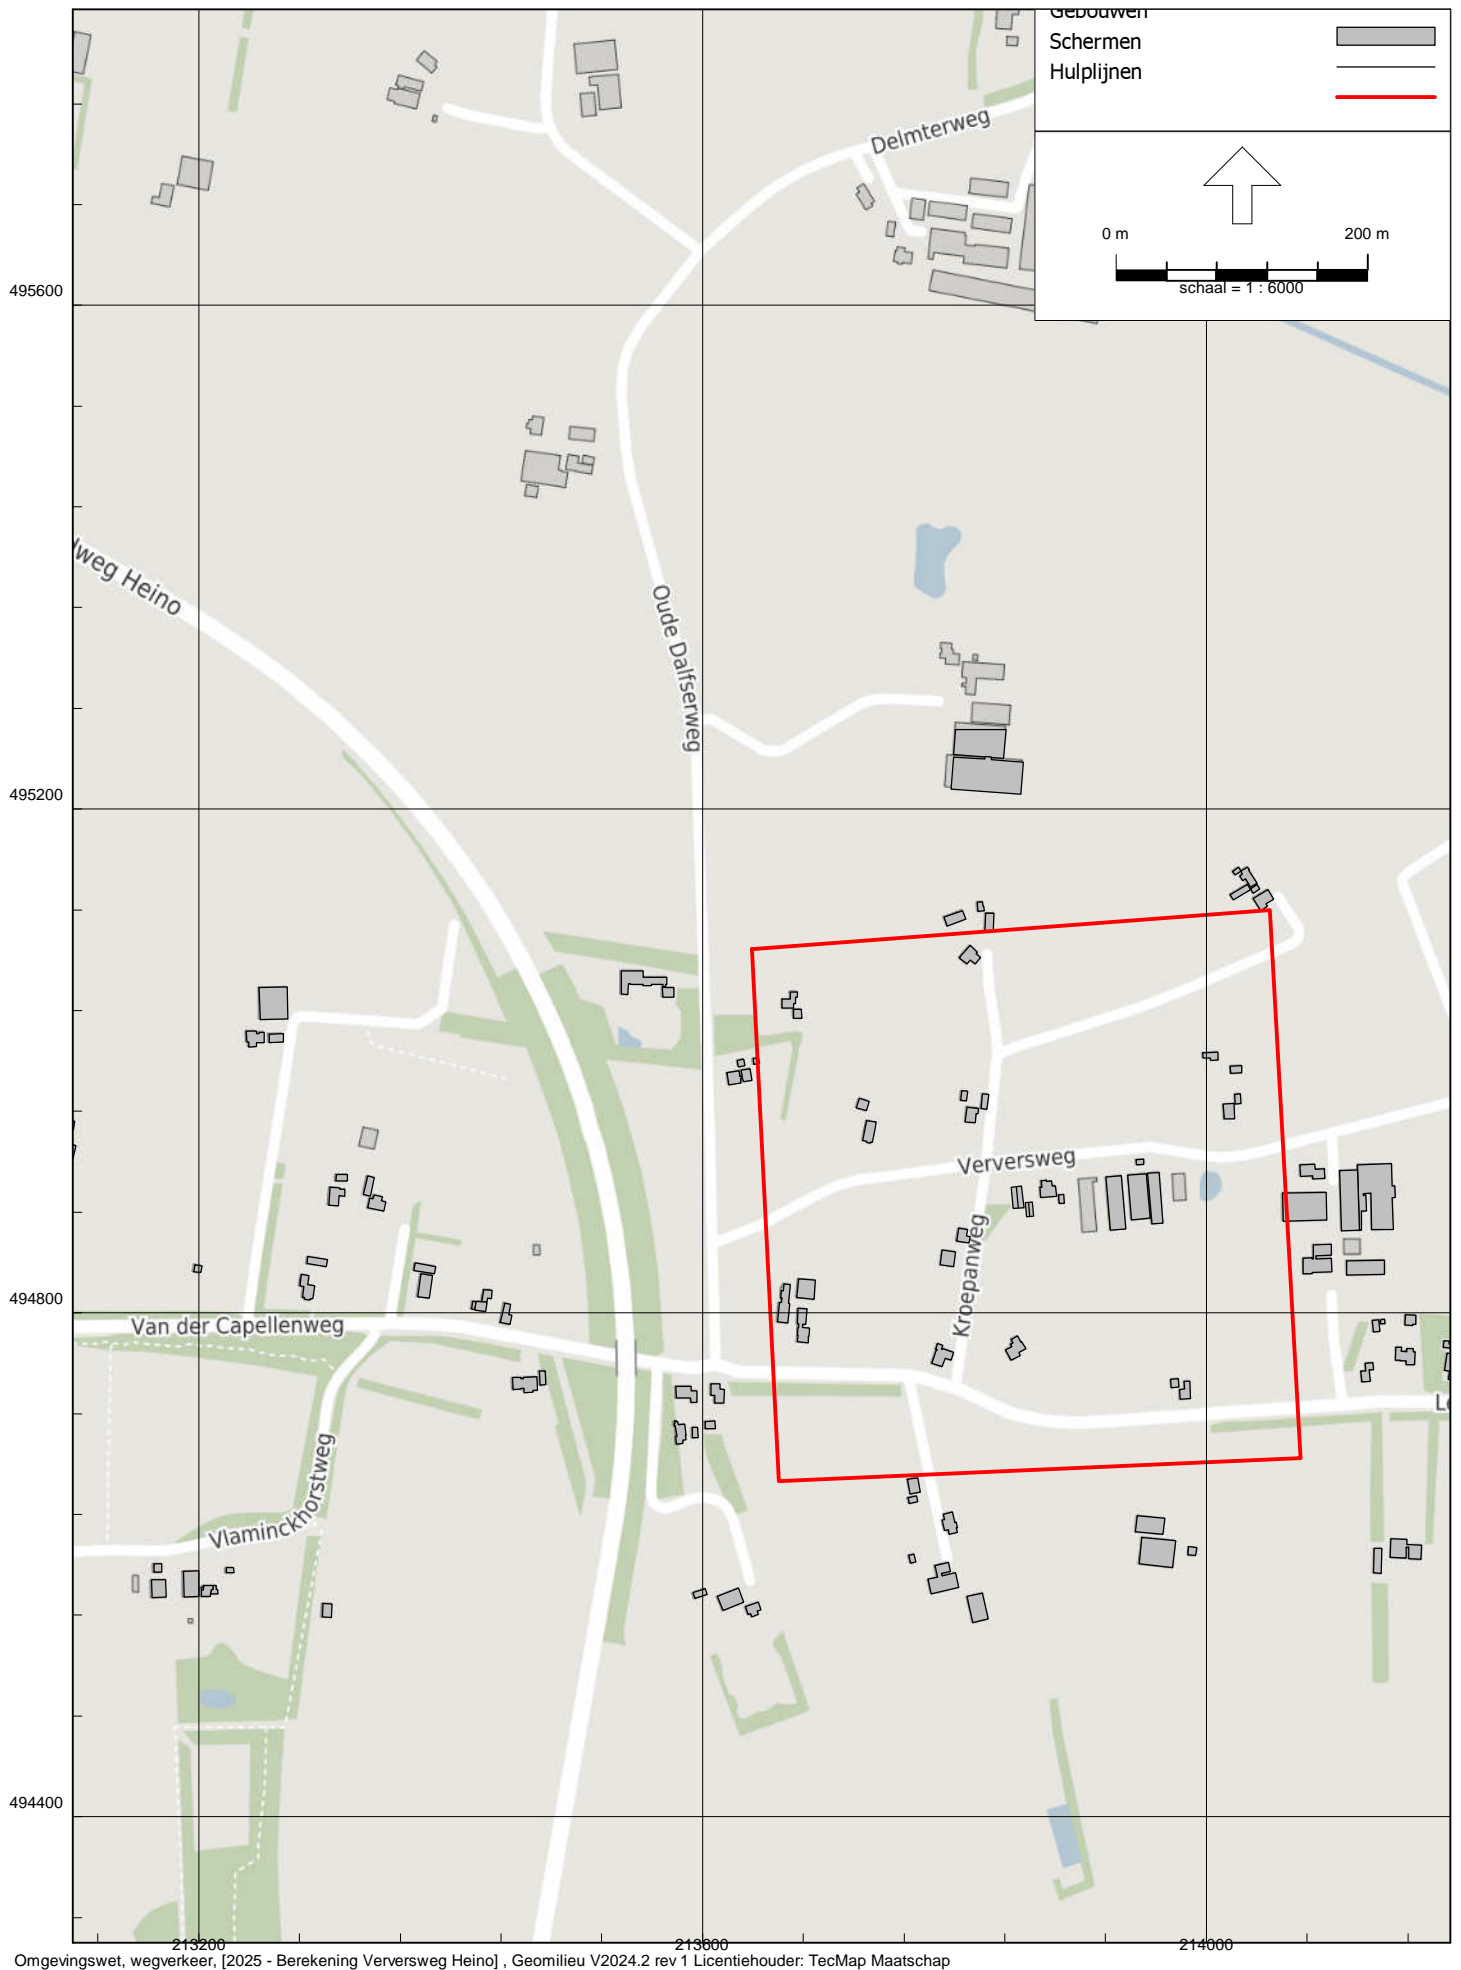 Gebouwen
Schermen
Hulplijnen
Delmterweg
0 m 200 m
schaal = 1 : 6000
495600
weg Heino
Oude Dalfserweg
495200
Verversweg
Kroepanweg
494800
Van der Capellenweg
Vlaminckhorstweg
494400
213200 213600 214000
Omgevingswet, wegverkeer, [2025 - Berekening Verversweg Heino] , Geomilieu V2024.2 rev 1 Licentiehouder: TecMap Maatschap